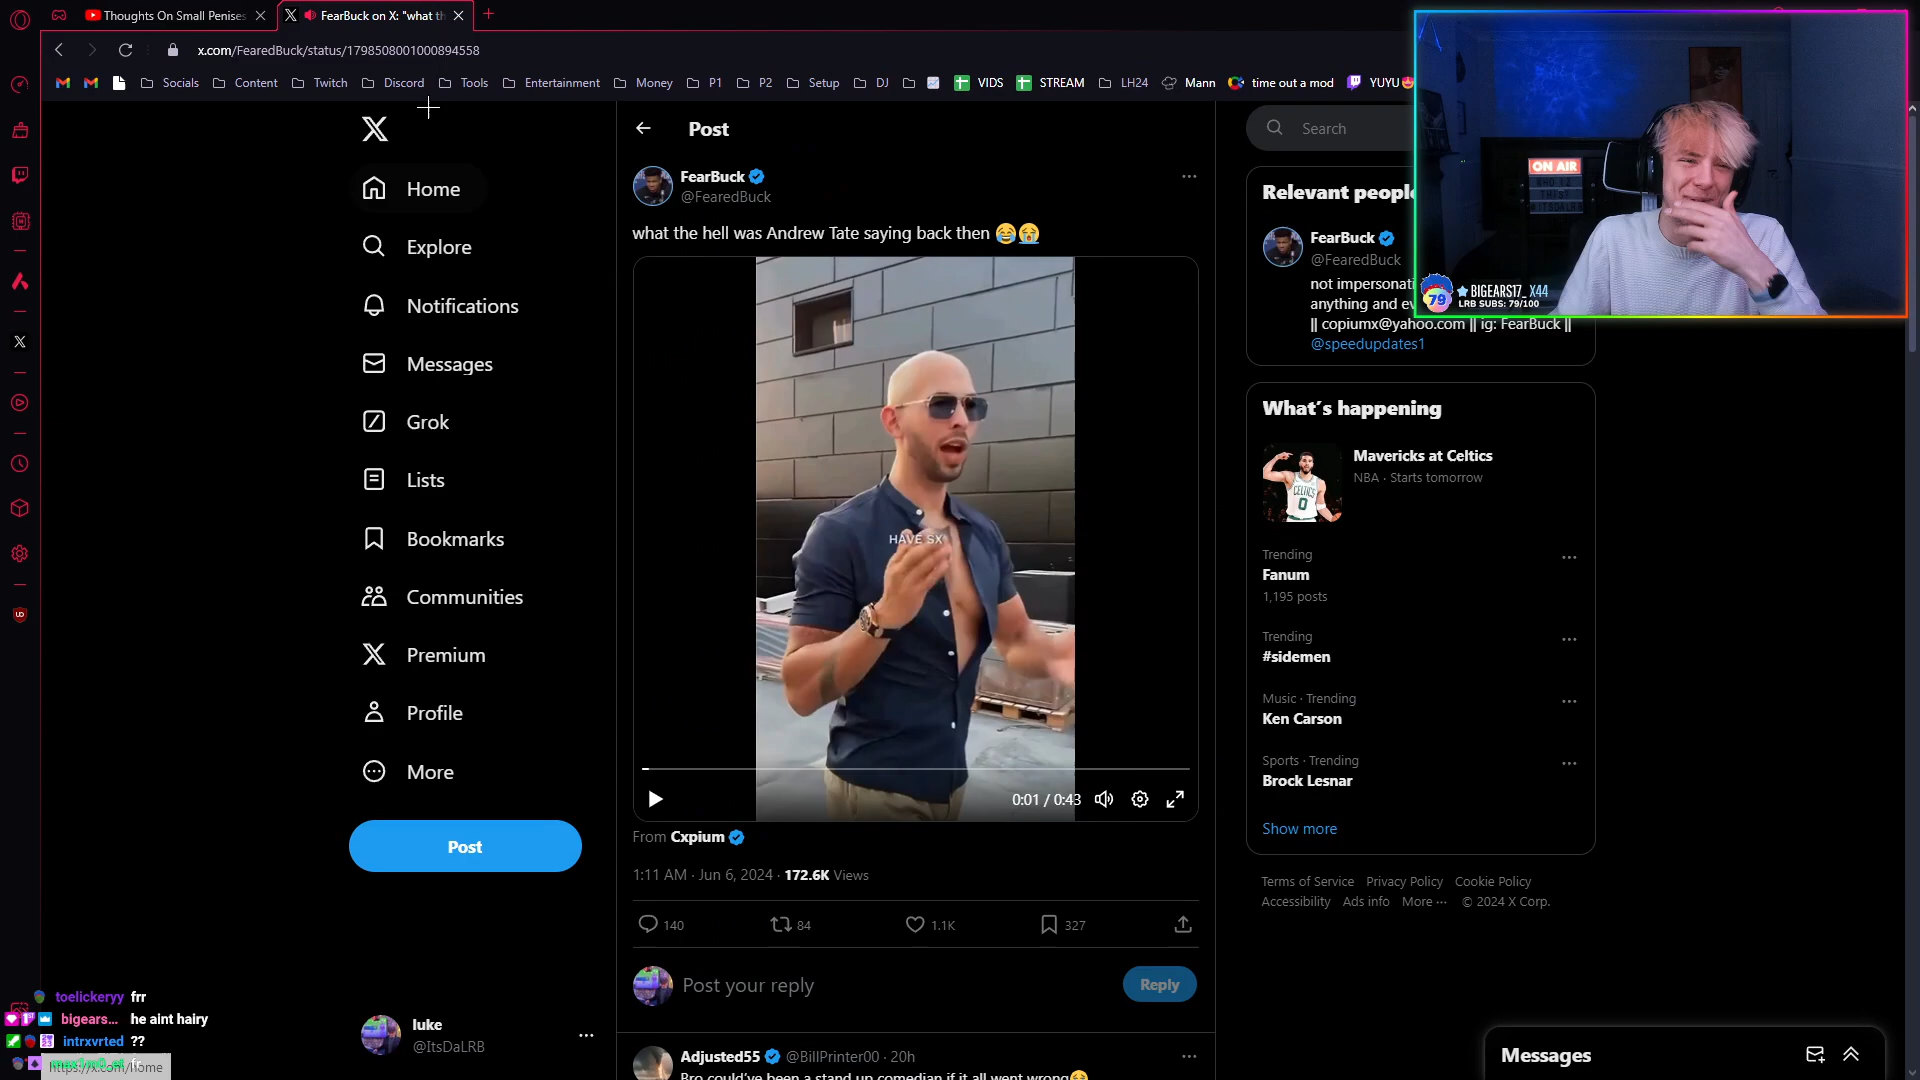 Thoughts On Small Penises
FearBuck on X: "what th
x.com/FearedBuck/status/1798508001000894558
Socials
Content
Twitch
Discord
Tools
Entertainment
Money
P1
P2
Setup
DJ
VIDS
STREAM
LH24
Mann
time out a mod
YUYU😍
Home
Explore
Notifications
Messages
Grok
Lists
Bookmarks
Communities
Premium
Profile
More
Post
luke
@ItsDaLRB
Post
FearBuck
@FearedBuck
what the hell was Andrew Tate saying back then 😂😭
HAVE SX
0:01 / 0:43
From Cxpium
1:11 AM · Jun 6, 2024 · 172.6K Views
140
84
1.1K
327
Post your reply
Reply
Adjusted55 @BillPrinter00 · 20h
Bro could've been a stand up comedian if it all went wrong😂
Search
Relevant people
FearBuck
@FearedBuck
not impersonati
anything and ev
|| copiumx@yahoo.com || ig: FearBuck ||
@speedupdates1
What's happening
Mavericks at Celtics
NBA · Starts tomorrow
CELTICS
0
Trending
Fanum
1,195 posts
Trending
#sidemen
Music · Trending
Ken Carson
Sports · Trending
Brock Lesnar
Show more
Terms of Service Privacy Policy Cookie Policy
Accessibility Ads info More ··· © 2024 X Corp.
Messages
ON AIR
79
BIGEARS17_ X44
LRB SUBS: 79/100
toelickeryy frr
bigears... he aint hairy
intrxvrted ??
https://x.com/home